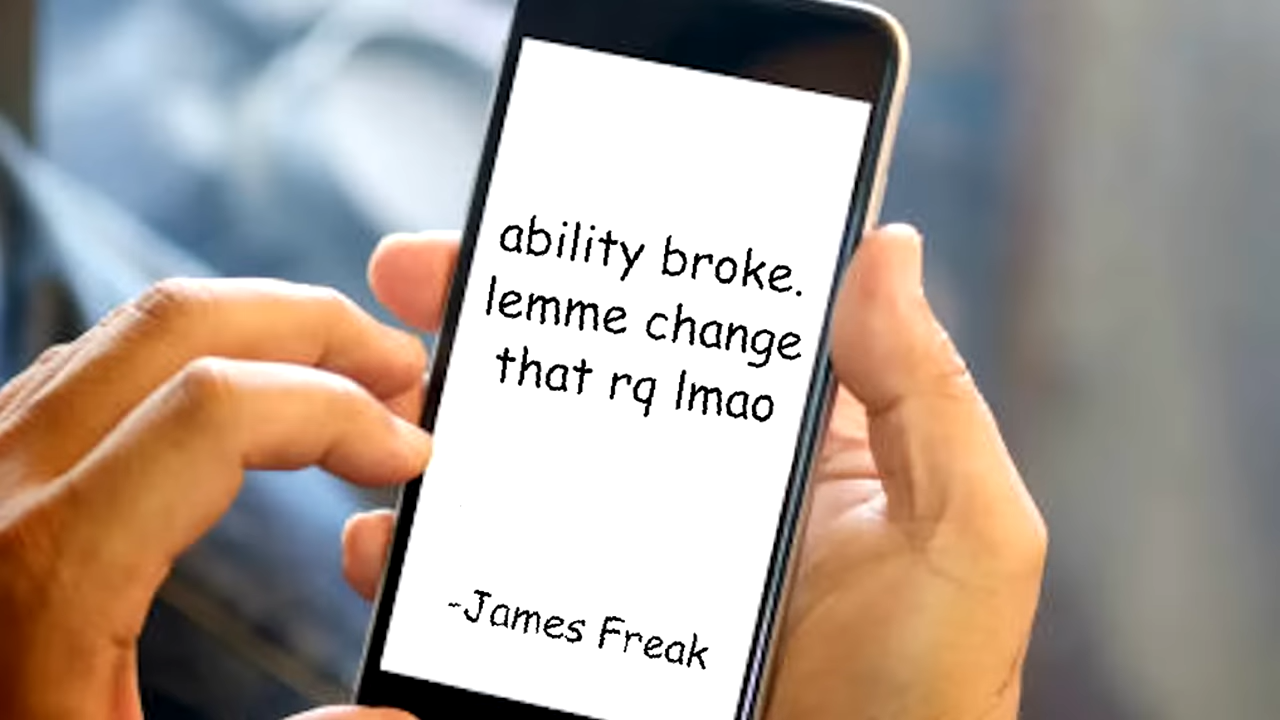 ability broke.
lemme change
that rq lmao
-James Freak